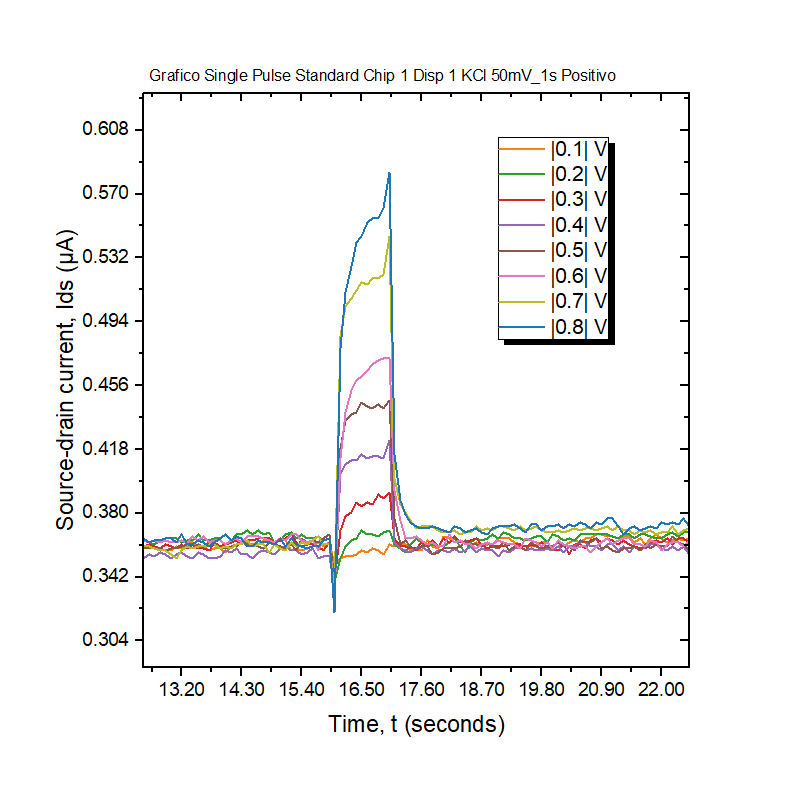 Grafico Single Pulse Standard Chip 1 Disp 1 KCl 50mV_1s Positivo
|0.1| V
|0.2| V
|0.3| V
|0.4| V
|0.5| V
|0.6| V
|0.7| V
|0.8| V
Source-drain current, Ids (µA)
0.608
0.570
0.532
0.494
0.456
0.418
0.380
0.342
0.304
13.20 14.30 15.40 16.50 17.60 18.70 19.80 20.90 22.00
Time, t (seconds)